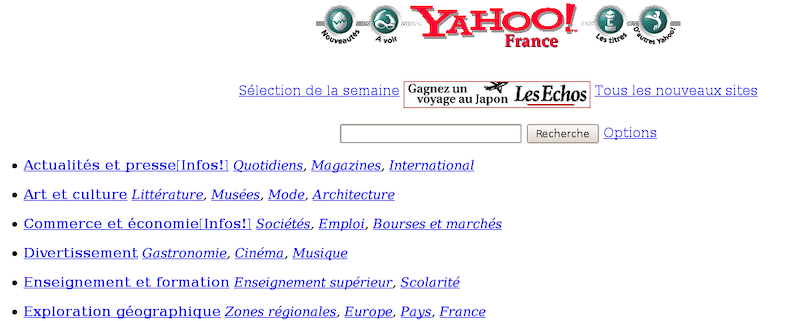 Nouveautés A voir YAHOO! France Les titres D'autres Yahoo!
Sélection de la semaine Gagnez un voyage au Japon Les Echos Tous les nouveaux sites
Recherche Options
• Actualités et presse[Infos!] Quotidiens, Magazines, International
• Art et culture Littérature, Musées, Mode, Architecture
• Commerce et économie[Infos!] Sociétés, Emploi, Bourses et marchés
• Divertissement Gastronomie, Cinéma, Musique
• Enseignement et formation Enseignement supérieur, Scolarité
• Exploration géographique Zones régionales, Europe, Pays, France